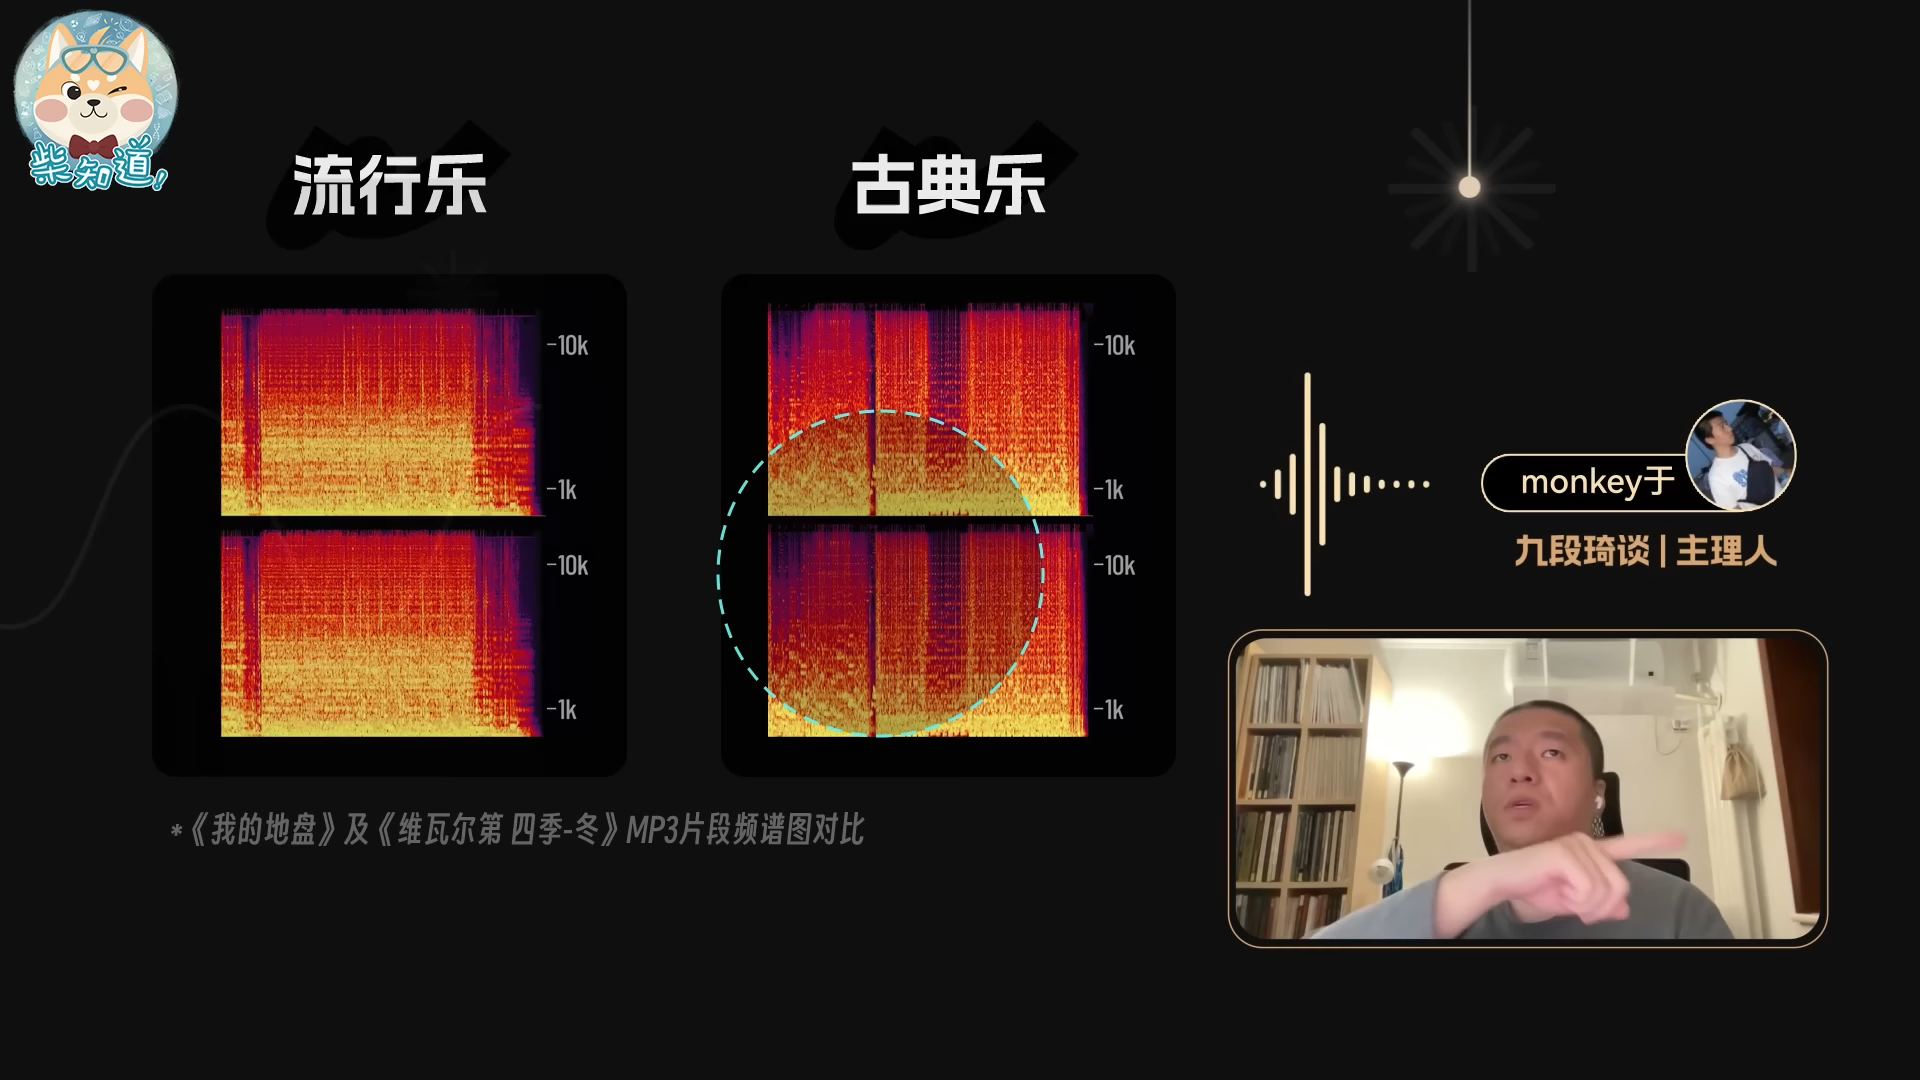 柴知道!
流行乐
古典乐
-10k
-1k
-10k
-1k
-10k
-1k
-10k
-1k
*《我的地盘》及《维瓦尔第 四季-冬》MP3片段频谱图对比
monkey于
九段琦谈 | 主理人